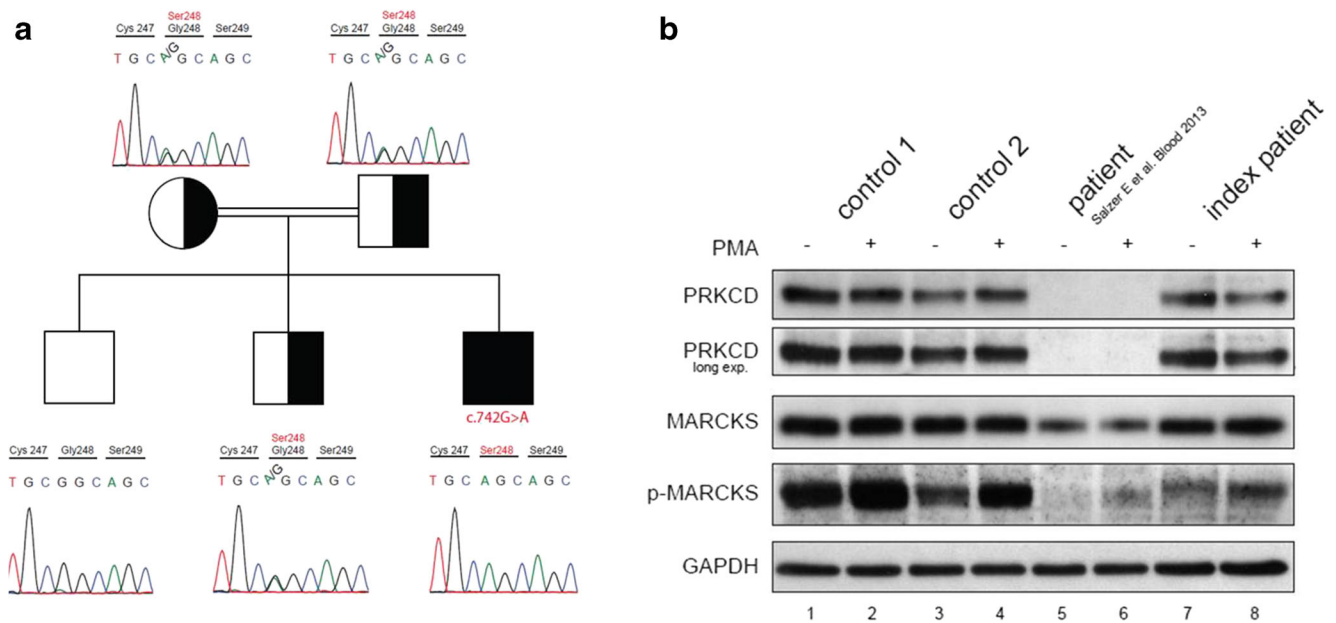 a
Ser248
Cys 247 Gly248 Ser249
T G C A/G G C A G C
Ser248
Cys 247 Gly248 Ser249
T G C A/G G C A G C
c.742G>A
Cys 247 Gly248 Ser249
T G C G G C A G C
Ser248
Cys 247 Gly248 Ser249
T G C A/G G C A G C
Cys 247 Ser248 Ser249
T G C A G C A G C
b
control 1
control 2
patient
Salzer E et al. Blood 2013
index patient
PMA - + - + - + - +
PRKCD
PRKCD
long exp.
MARCKS
p-MARCKS
GAPDH
1 2 3 4 5 6 7 8